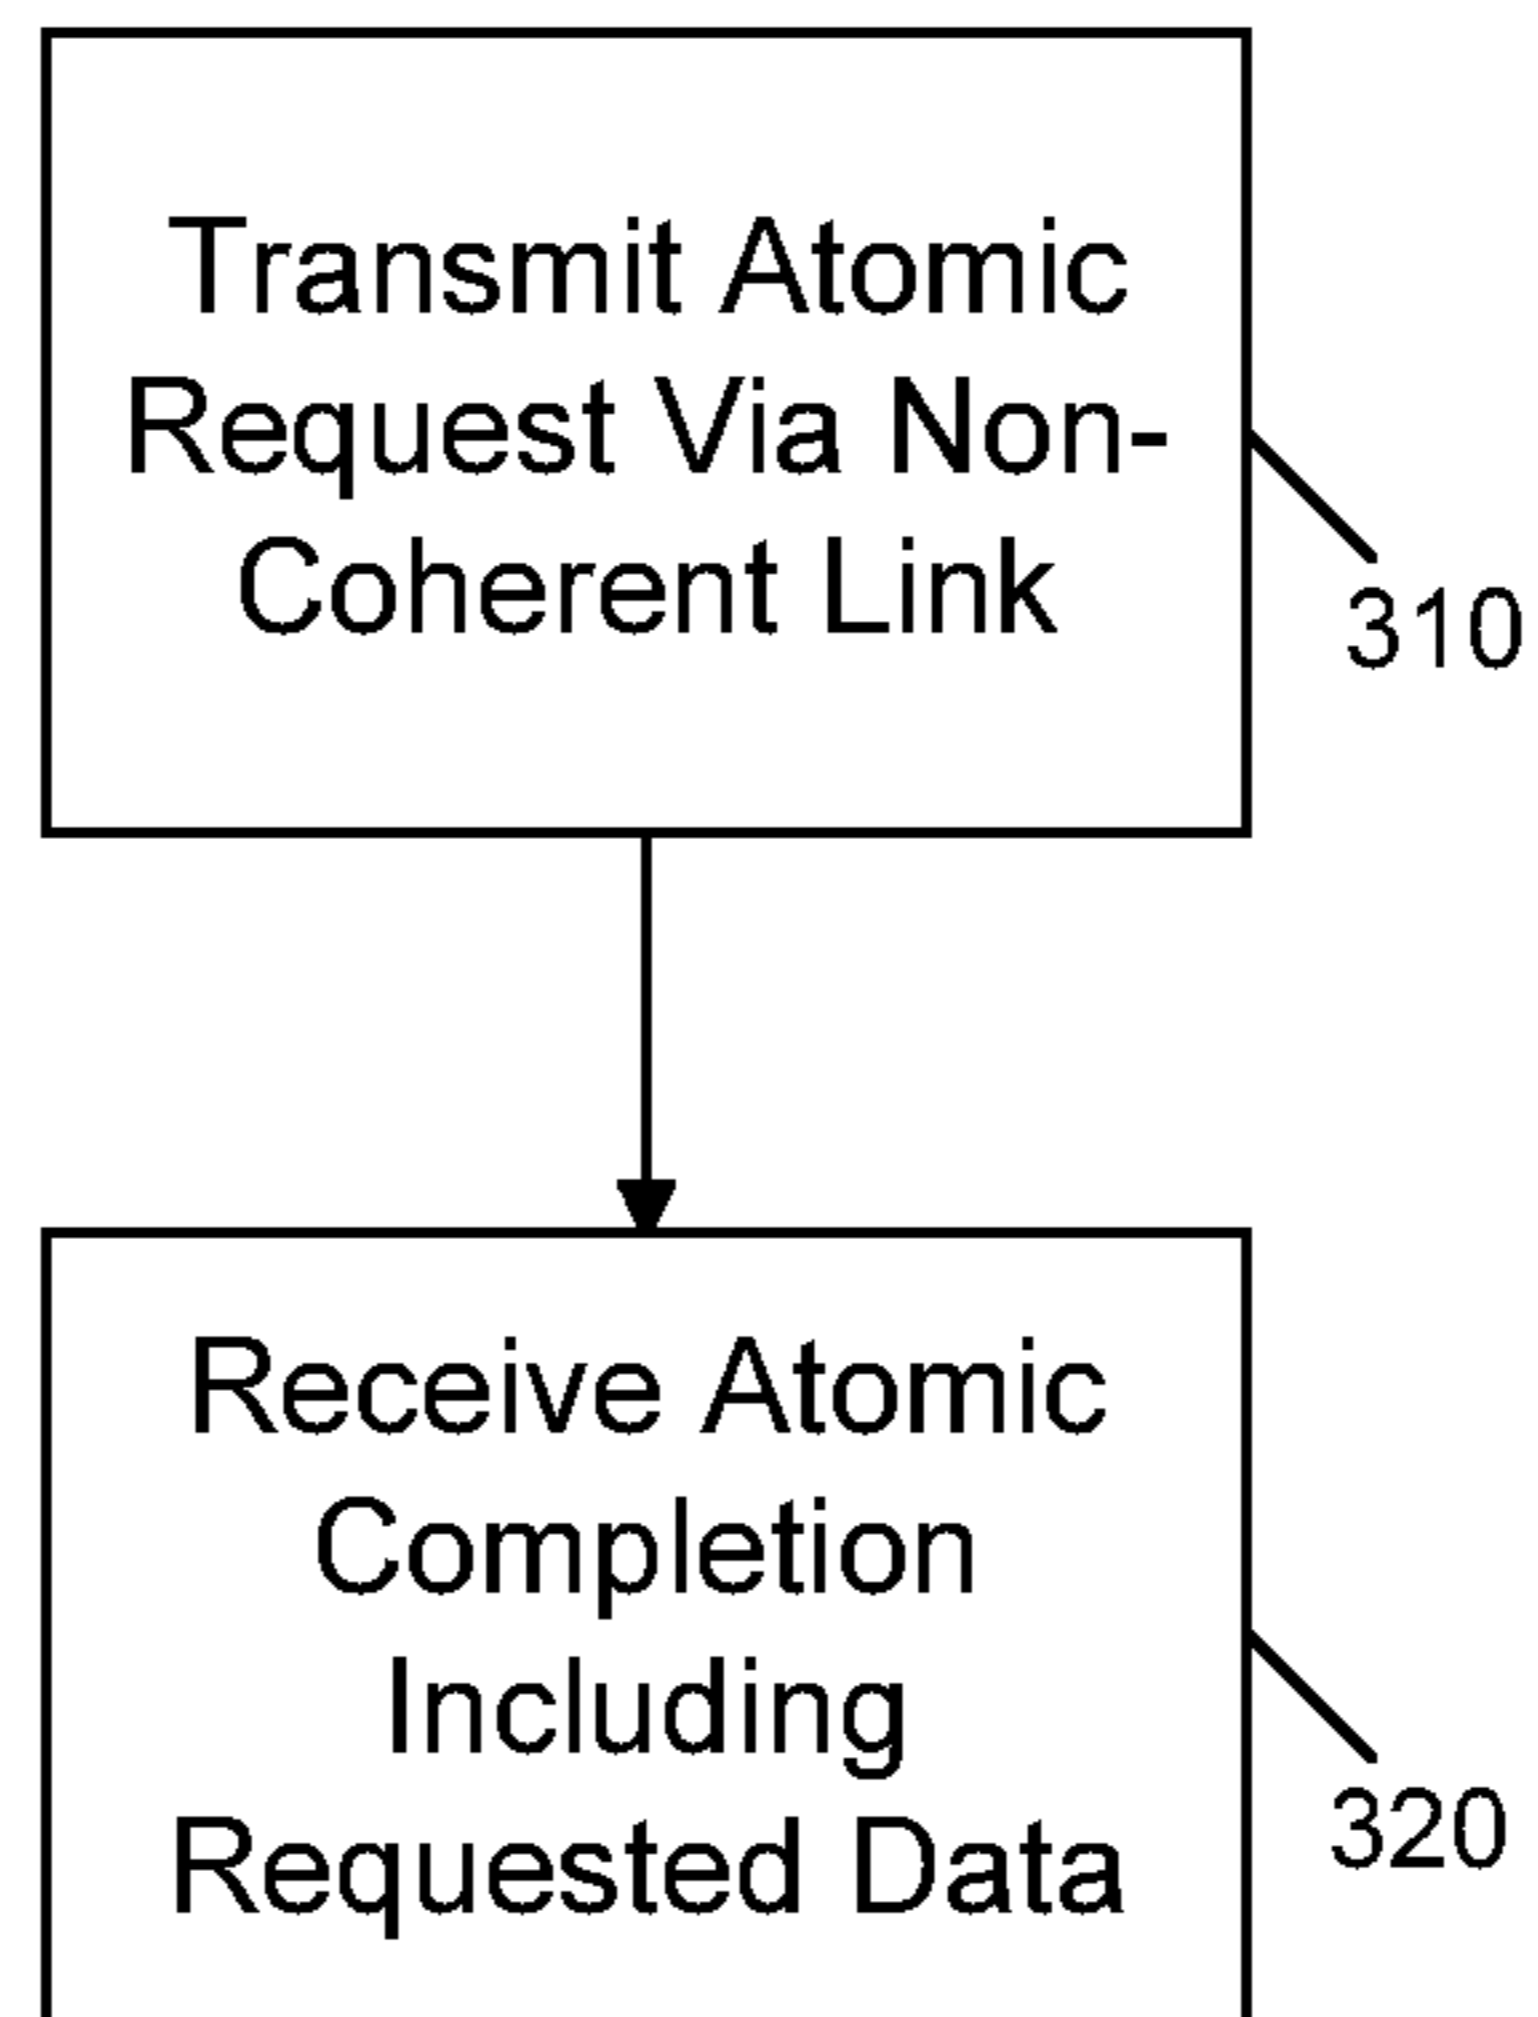 Transmit Atomic
Request Via Non-
Coherent Link
310
Receive Atomic
Completion
Including
Requested Data
320